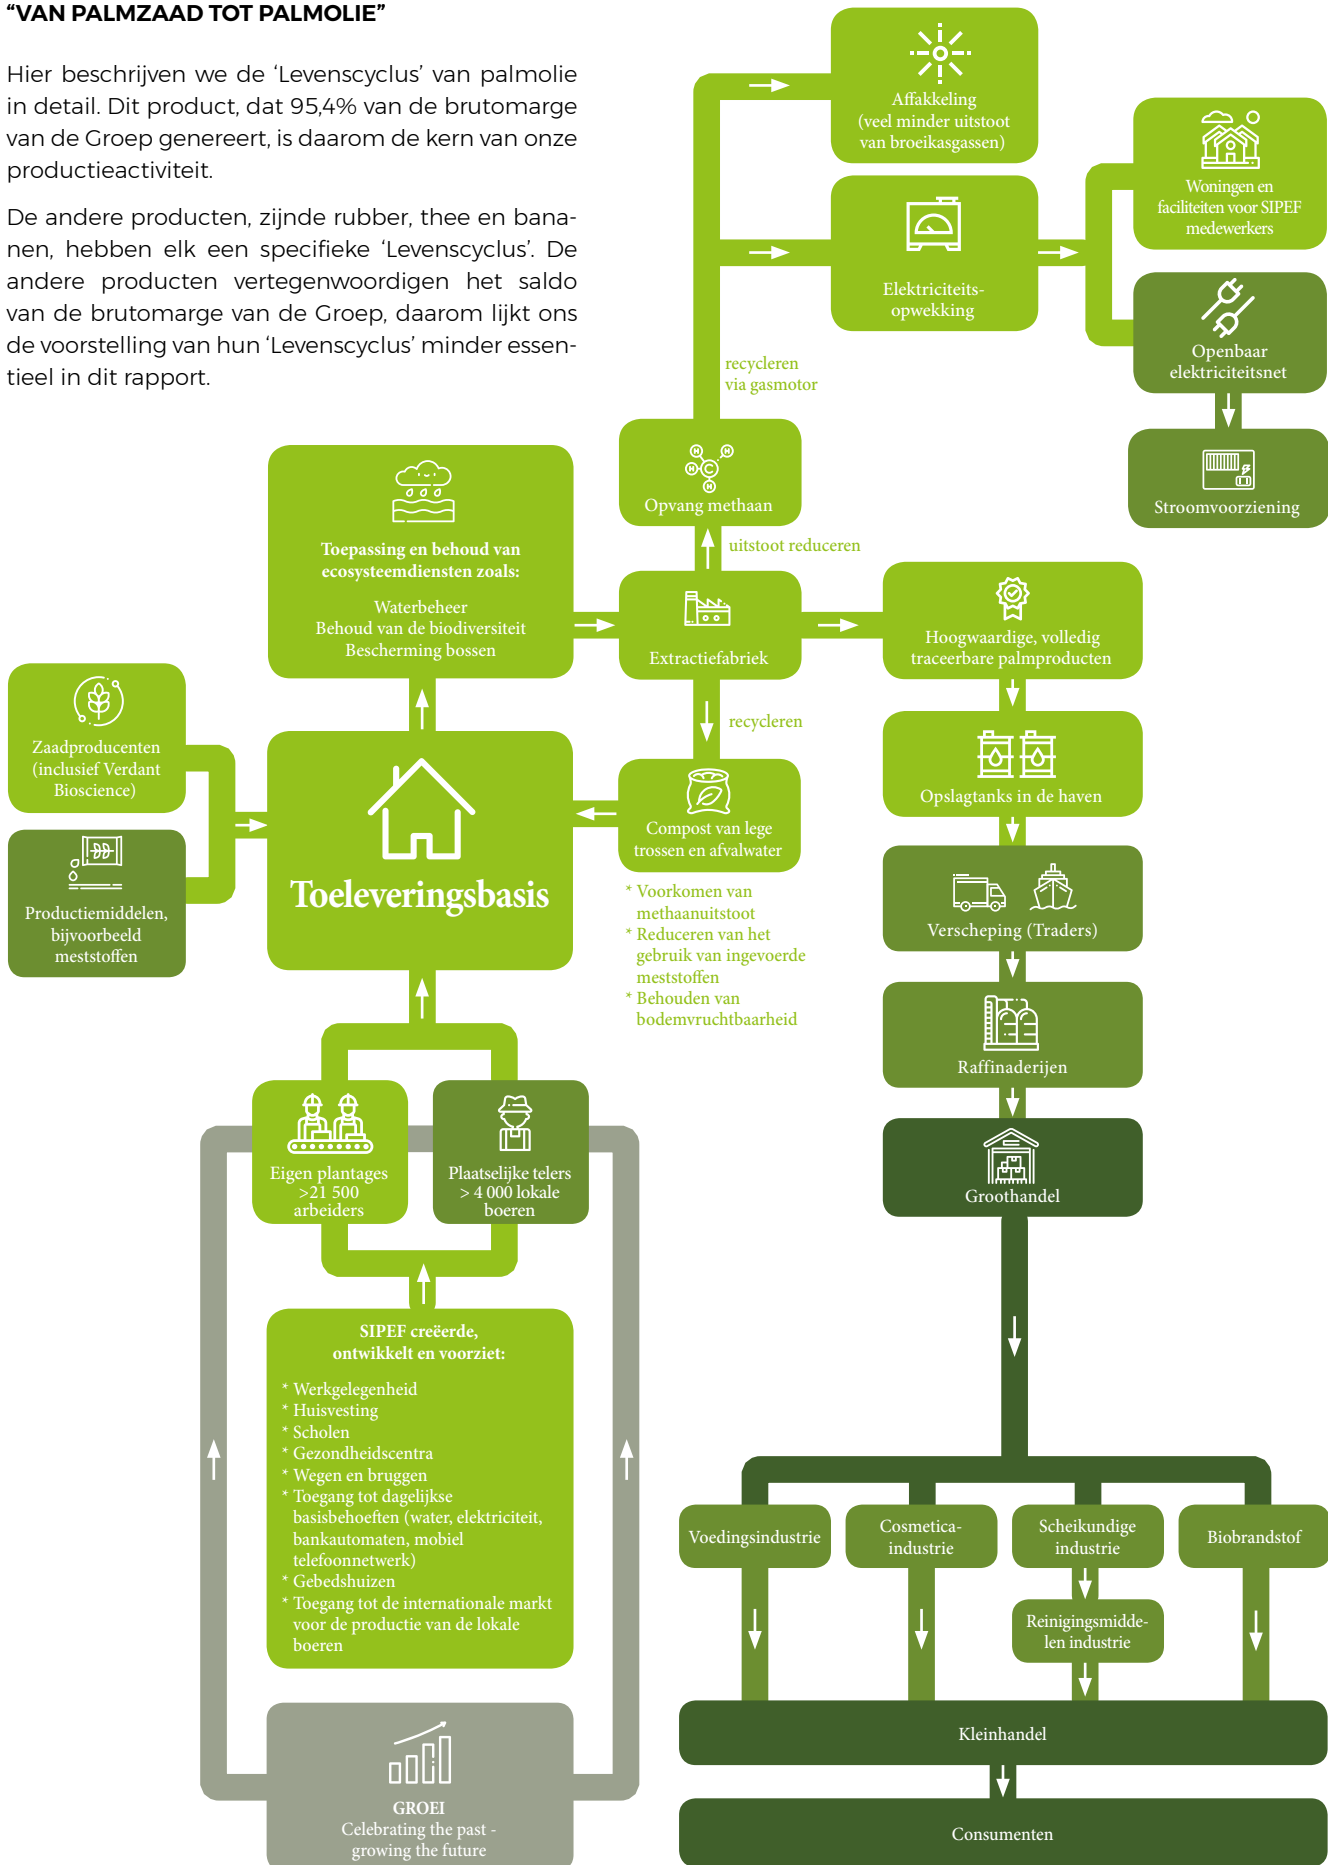 “VAN PALMZAAD TOT PALMOLIE”
Hier beschrijven we de ‘Levenscyclus’ van palmolie
in detail. Dit product, dat 95,4% van de brutomarge
van de Groep genereert, is daarom de kern van onze
productieactiviteit.
De andere producten, zijnde rubber, thee en bana-
nen, hebben elk een specifieke ‘Levenscyclus’. De
andere producten vertegenwoordigen het saldo
van de brutomarge van de Groep, daarom lijkt ons
de voorstelling van hun ‘Levenscyclus’ minder essen-
tieel in dit rapport.
Affakkeling
(veel minder uitstoot
van broeikasgassen)
Elektriciteits-
opwekking
Woningen en
faciliteiten voor SIPEF
medewerkers
Openbaar
elektriciteitsnet
Stroomvoorziening
recycleren
via gasmotor
H
H
H
C
H
Opvang methaan
uitstoot reduceren
Toepassing en behoud van
ecosysteemdiensten zoals:
Waterbeheer
Behoud van de biodiversiteit
Bescherming bossen
Extractiefabriek
Hoogwaardige, volledig
traceerbare palmproducten
recycleren
Zaadproducenten
(inclusief Verdant
Bioscience)
Productiemiddelen,
bijvoorbeeld
meststoffen
Toeleveringsbasis
Compost van lege
trossen en afvalwater
* Voorkomen van
methaanuitstoot
* Reduceren van het
gebruik van ingevoerde
meststoffen
* Behouden van
bodemvruchtbaarheid
Opslagtanks in de haven
Verscheping (Traders)
Raffinaderijen
Groothandel
Eigen plantages
>21 500
arbeiders
Plaatselijke telers
> 4 000 lokale
boeren
SIPEF creëerde,
ontwikkelt en voorziet:
* Werkgelegenheid
* Huisvesting
* Scholen
* Gezondheidscentra
* Wegen en bruggen
* Toegang tot dagelijkse
basisbehoeften (water, elektriciteit,
bankautomaten, mobiel
telefoonnetwerk)
* Gebedshuizen
* Toegang tot de internationale markt
voor de productie van de lokale
boeren
GROEI
Celebrating the past -
growing the future
Voedingsindustrie
Cosmetica-
industrie
Scheikundige
industrie
Biobrandstof
Reinigingsmidde-
len industrie
Kleinhandel
Consumenten